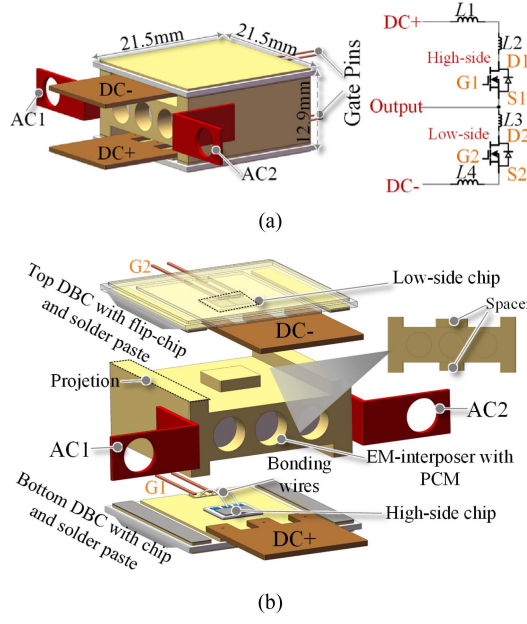 21.5mm
21.5mm
Gate Pins
12.9mm
AC1
DC-
DC+
AC2
DC+
L1
L2
High-side
D1
G1
S1
Output
L3
Low-side
D2
G2
S2
L4
DC-
(a)
G2
Low-side chip
Top DBC with flip-chip
and solder paste
DC-
Spacer
Projetion
AC2
AC1
EM-interposer with
PCM
Bonding
wires
G1
High-side chip
Bottom DBC with chip
and solder paste
DC+
(b)